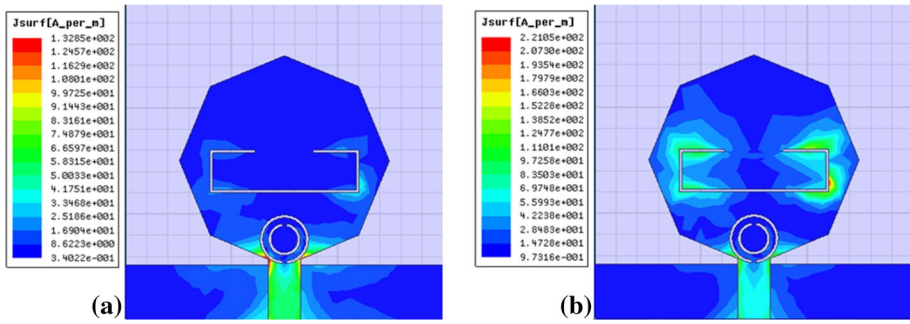 Jsurf[A_per_m]
1.3285e+002
1.2457e+002
1.1629e+002
1.0801e+002
9.9725e+001
9.1443e+001
8.3161e+001
7.4879e+001
6.6597e+001
5.8315e+001
5.0033e+001
4.1751e+001
3.3468e+001
2.5186e+001
1.6904e+001
8.6223e+000
3.4022e-001
(a)
Jsurf[A_per_m]
2.2105e+002
2.0730e+002
1.9354e+002
1.7979e+002
1.6603e+002
1.5228e+002
1.3852e+002
1.2477e+002
1.1101e+002
9.7258e+001
8.3503e+001
6.9748e+001
5.5993e+001
4.2238e+001
2.8483e+001
1.4728e+001
9.7316e-001
(b)